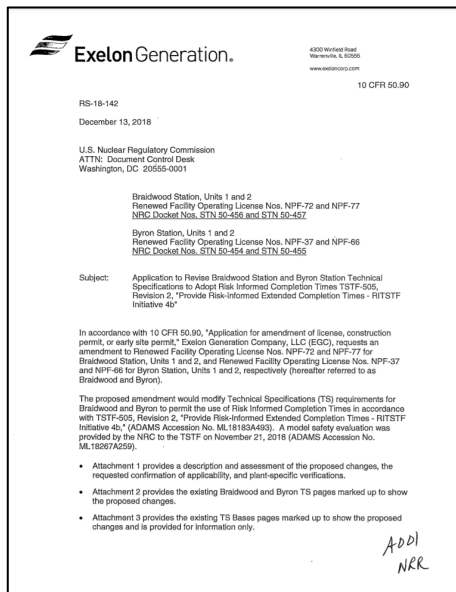 Exelon Generation®
4300 Winfield Road
Warrenville, IL 60555
www.exeloncorp.com
10 CFR 50.90
RS-18-142
December 13, 2018
U.S. Nuclear Regulatory Commission
ATTN: Document Control Desk
Washington, DC 20555-0001
Braidwood Station, Units 1 and 2
Renewed Facility Operating License Nos. NPF-72 and NPF-77
NRC Docket Nos. STN 50-456 and STN 50-457
Byron Station, Units 1 and 2
Renewed Facility Operating License Nos. NPF-37 and NPF-66
NRC Docket Nos. STN 50-454 and STN 50-455
Subject: Application to Revise Braidwood Station and Byron Station Technical
Specifications to Adopt Risk Informed Completion Times TSTF-505,
Revision 2, "Provide Risk-Informed Extended Completion Times - RITSTF
Initiative 4b"
In accordance with 10 CFR 50.90, "Application for amendment of license, construction
permit, or early site permit," Exelon Generation Company, LLC (EGC), requests an
amendment to Renewed Facility Operating License Nos. NPF-72 and NPF-77 for
Braidwood Station, Units 1 and 2, and Renewed Facility Operating License Nos. NPF-37
and NPF-66 for Byron Station, Units 1 and 2, respectively (hereafter referred to as
Braidwood and Byron).
The proposed amendment would modify Technical Specifications (TS) requirements for
Braidwood and Byron to permit the use of Risk Informed Completion Times in accordance
with TSTF-505, Revision 2, "Provide Risk-Informed Extended Completion Times - RITSTF
Initiative 4b," (ADAMS Accession No. ML18183A493). A model safety evaluation was
provided by the NRC to the TSTF on November 21, 2018 (ADAMS Accession No.
ML18267A259).
• Attachment 1 provides a description and assessment of the proposed changes, the
requested confirmation of applicability, and plant-specific verifications.
• Attachment 2 provides the existing Braidwood and Byron TS pages marked up to show
the proposed changes.
• Attachment 3 provides the existing TS Bases pages marked up to show the proposed
changes and is provided for information only.
ADD1
NRR